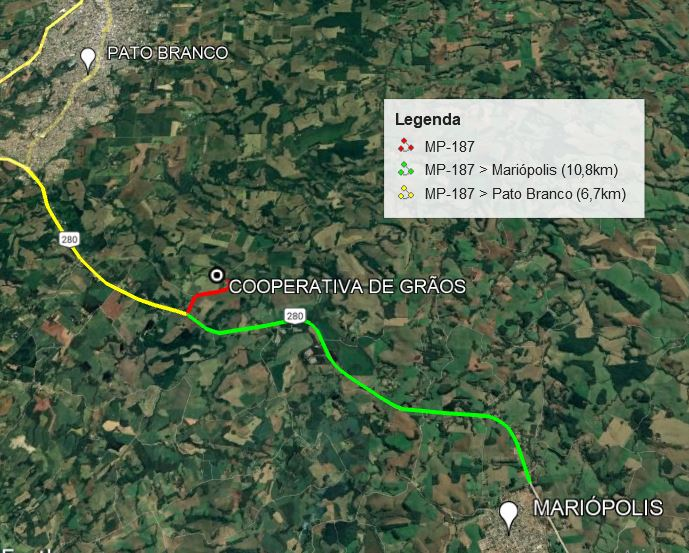 PATO BRANCO
Legenda
MP-187
MP-187 > Mariópolis (10,8km)
MP-187 > Pato Branco (6,7km)
280
COOPERATIVA DE GRÃOS
280
MARIÓPOLIS